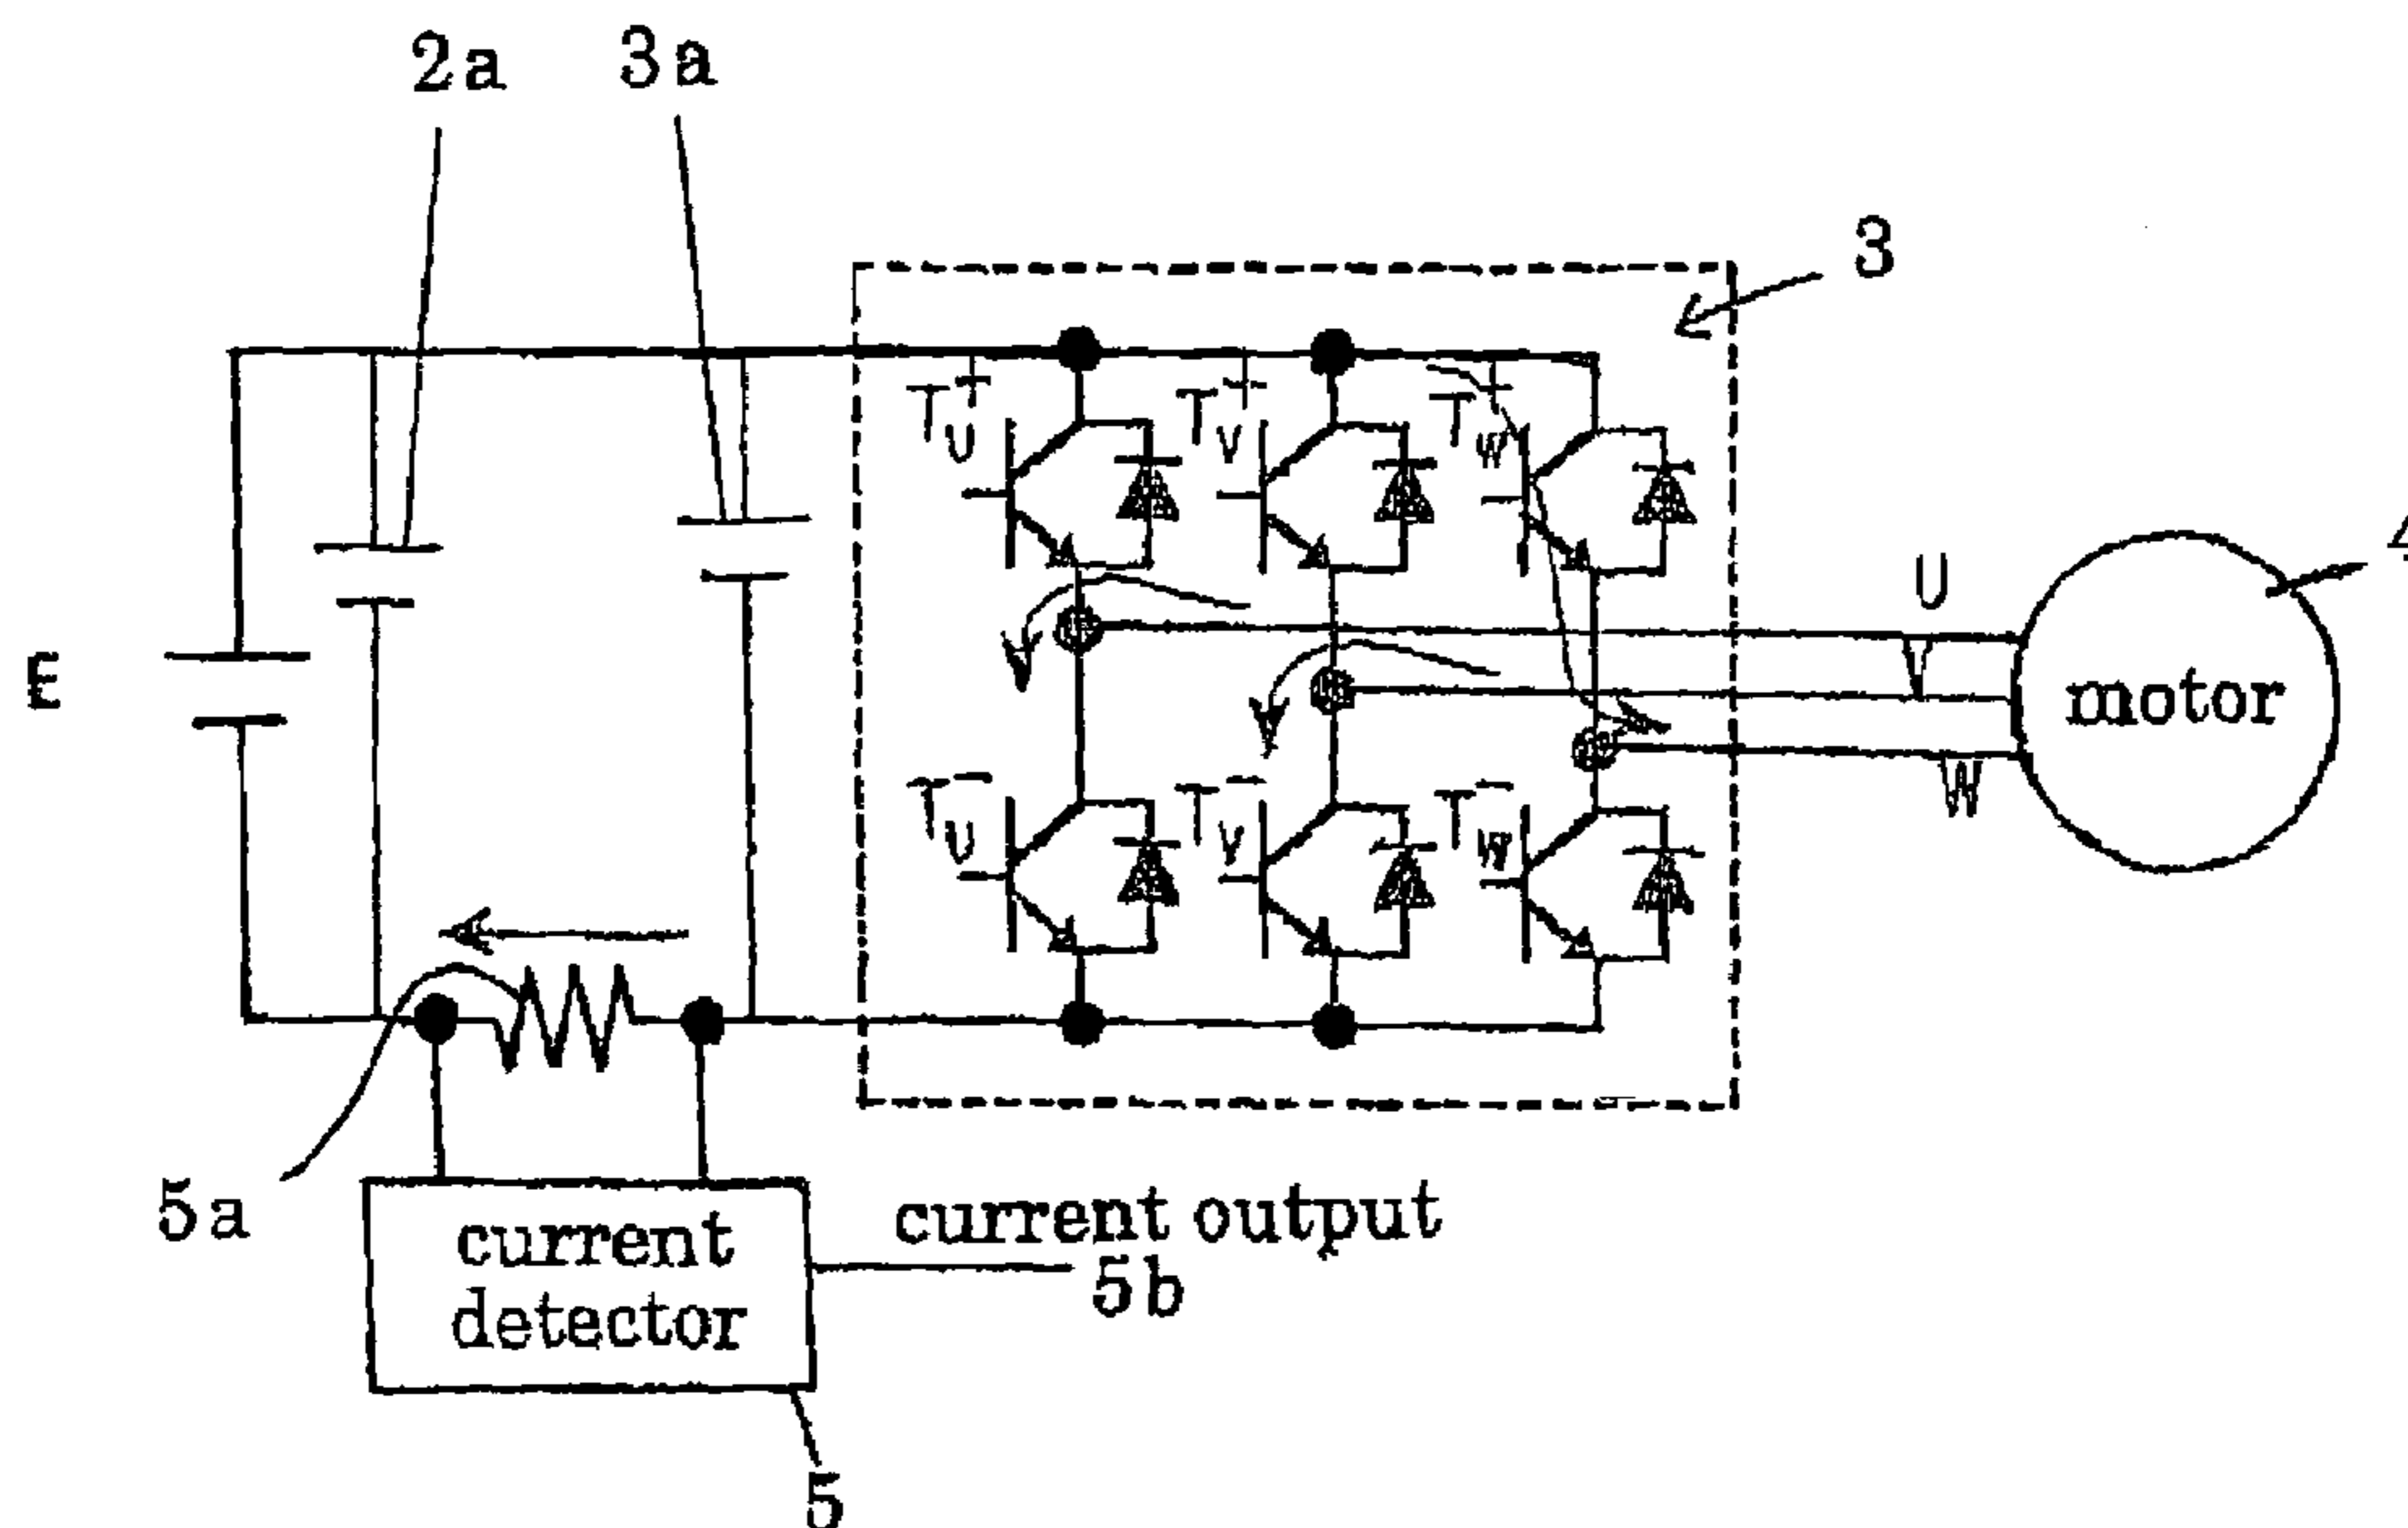 2a 3a
3
T+U T+V T+W
E
U
V
W
4
motor
T-U T-V T-W
5a
current
detector
current output
5b
5